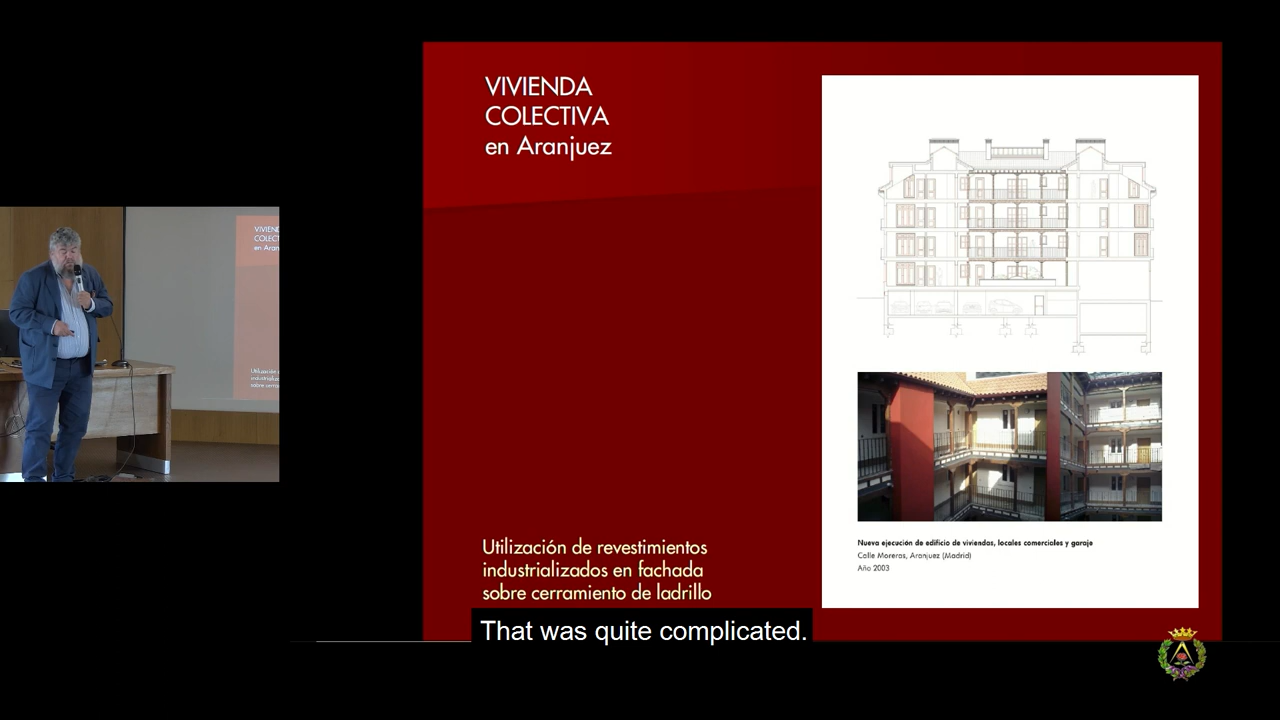 VIVIENDA
COLECTIVA
en Aranjuez
Utilización de revestimientos
industrializados en fachada
sobre cerramiento de ladrillo
Nueva ejecución de edificio de viviendas, locales comerciales y garaje
Calle Moreras, Aranjuez (Madrid)
Año 2003
That was quite complicated.